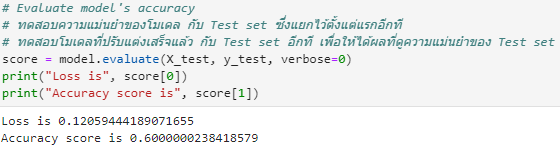 # Evaluate model's accuracy
# ทดสอบความแม่นยำของโมเดล กับ Test set ซึ่งแยกไว้ตั้งแต่แรกอีกที
# ทดสอบโมเดลที่ปรับแต่งเสร็จแล้ว กับ Test set อีกที เพื่อให้ได้ผลที่ดูความแม่นยำของ Test set
score = model.evaluate(X_test, y_test, verbose=0)
print("Loss is", score[0])
print("Accuracy score is", score[1])
Loss is 0.12059444189071655
Accuracy score is 0.6000000238418579